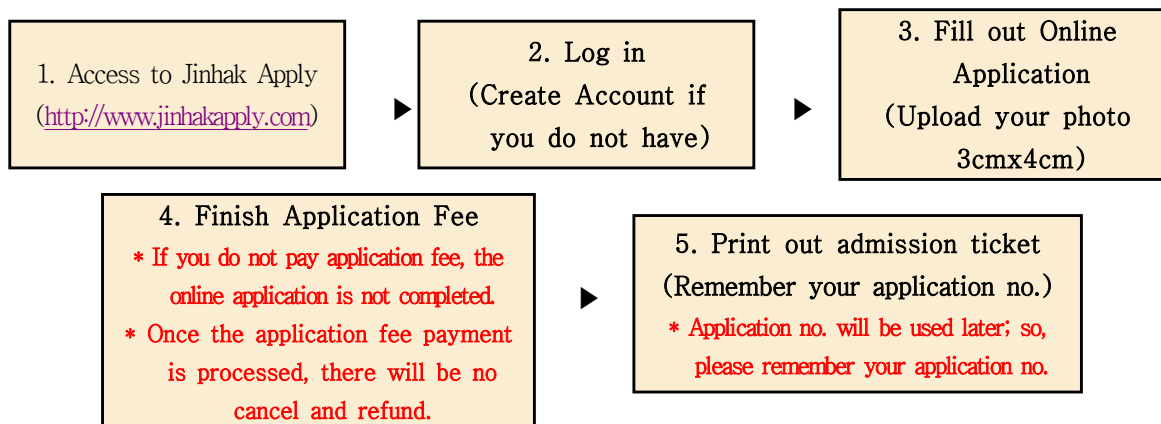 1. Access to Jinhak Apply
(http://www.jinhakapply.com)
▶
2. Log in
(Create Account if
you do not have)
▶
3. Fill out Online
Application
(Upload your photo
3cmx4cm)
4. Finish Application Fee
* If you do not pay application fee, the
online application is not completed.
* Once the application fee payment
is processed, there will be no
cancel and refund.
▶
5. Print out admission ticket
(Remember your application no.)
* Application no. will be used later; so,
please remember your application no.